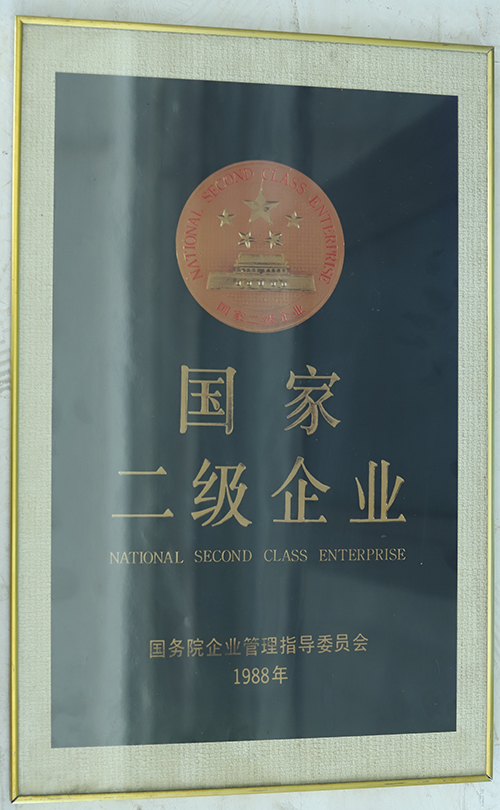 NATIONAL SECOND CLASS ENTERPRISE
国家二级企业
国家
二级企业
NATIONAL SECOND CLASS ENTERPRISE
国务院企业管理指导委员会
1988年